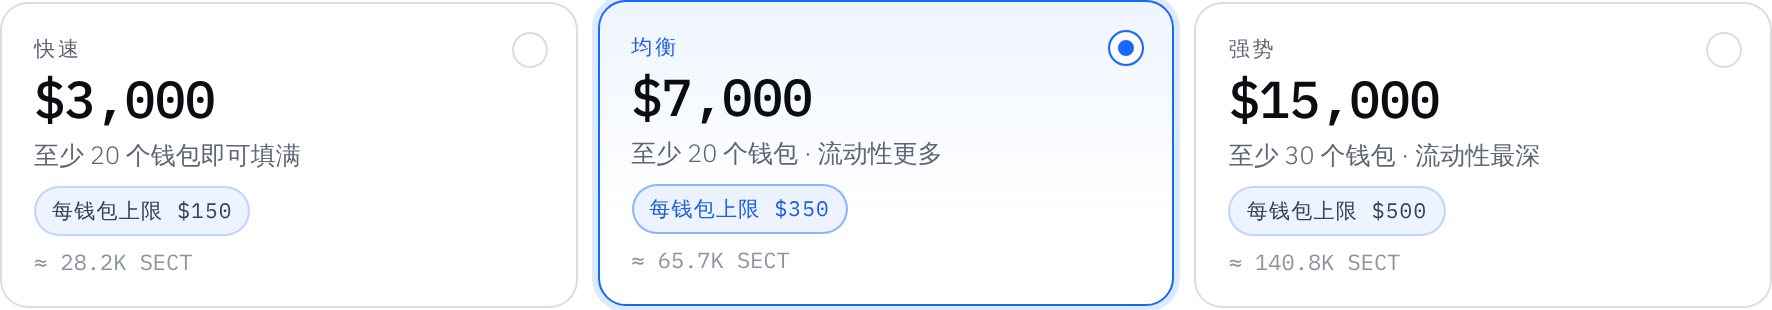 快速
$3,000
至少 20 个钱包即可填满
每钱包上限 $150
≈ 28.2K SECT
均衡
$7,000
至少 20 个钱包 · 流动性更多
每钱包上限 $350
≈ 65.7K SECT
强势
$15,000
至少 30 个钱包 · 流动性最深
每钱包上限 $500
≈ 140.8K SECT